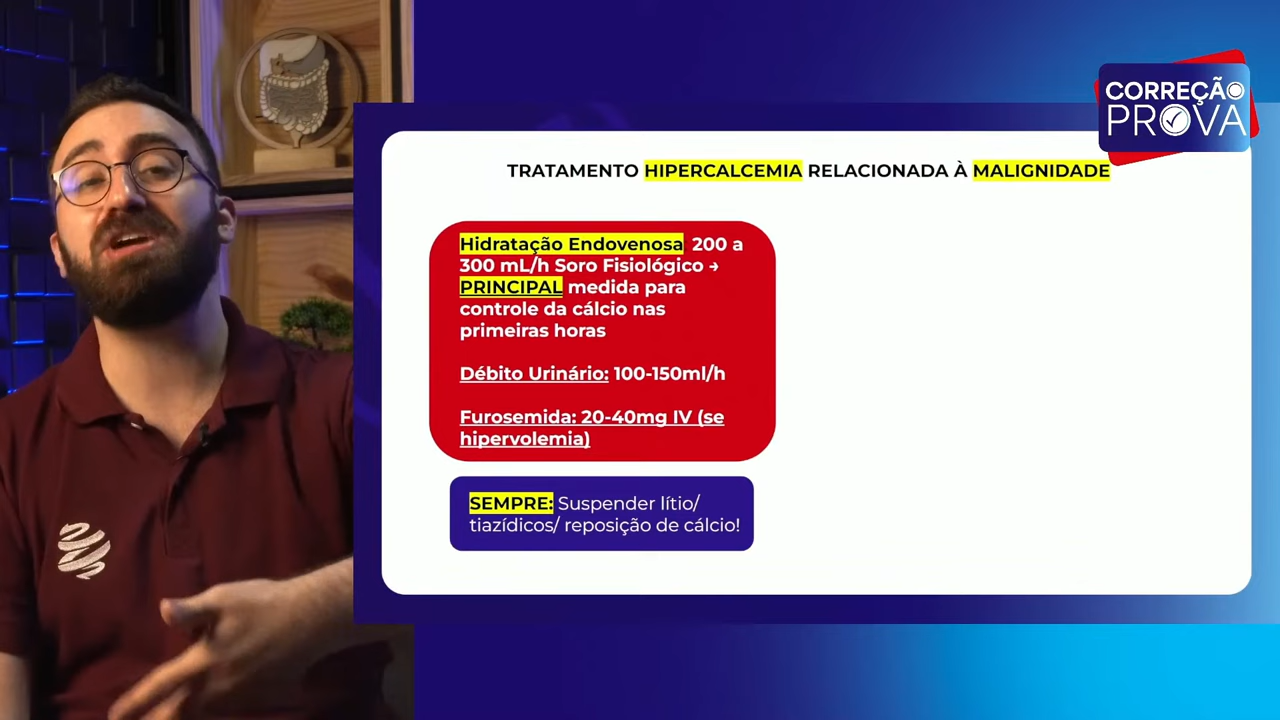 CORREÇÃO
PROVA
TRATAMENTO HIPERCALCEMIA RELACIONADA À MALIGNIDADE
Hidratação Endovenosa 200 a
300 mL/h Soro Fisiológico →
PRINCIPAL medida para
controle da cálcio nas
primeiras horas
Débito Urinário: 100-150ml/h
Furosemida: 20-40mg IV (se
hipervolemia)
SEMPRE: Suspender lítio/
tiazídicos/ reposição de cálcio!